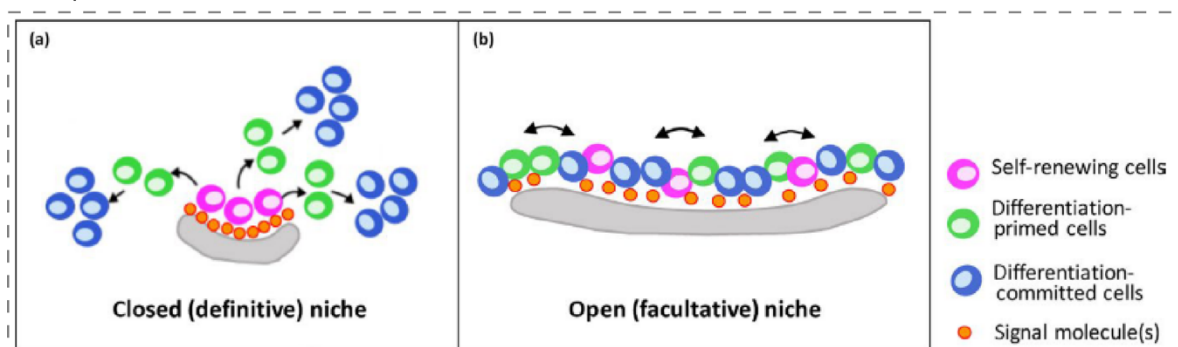 (a)
Closed (definitive) niche
(b)
Open (facultative) niche
Self-renewing cells
Differentiation-
primed cells
Differentiation-
committed cells
Signal molecule(s)